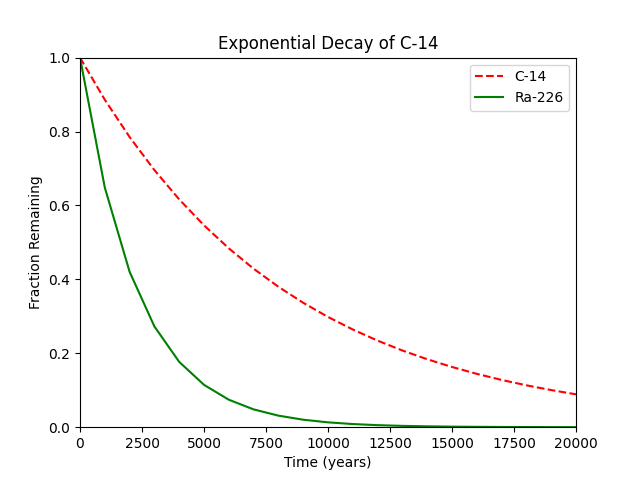 Exponential Decay of C-14
C-14
Ra-226
1.0
0.8
0.6
0.4
0.2
0.0
Fraction Remaining
0 2500 5000 7500 10000 12500 15000 17500 20000
Time (years)